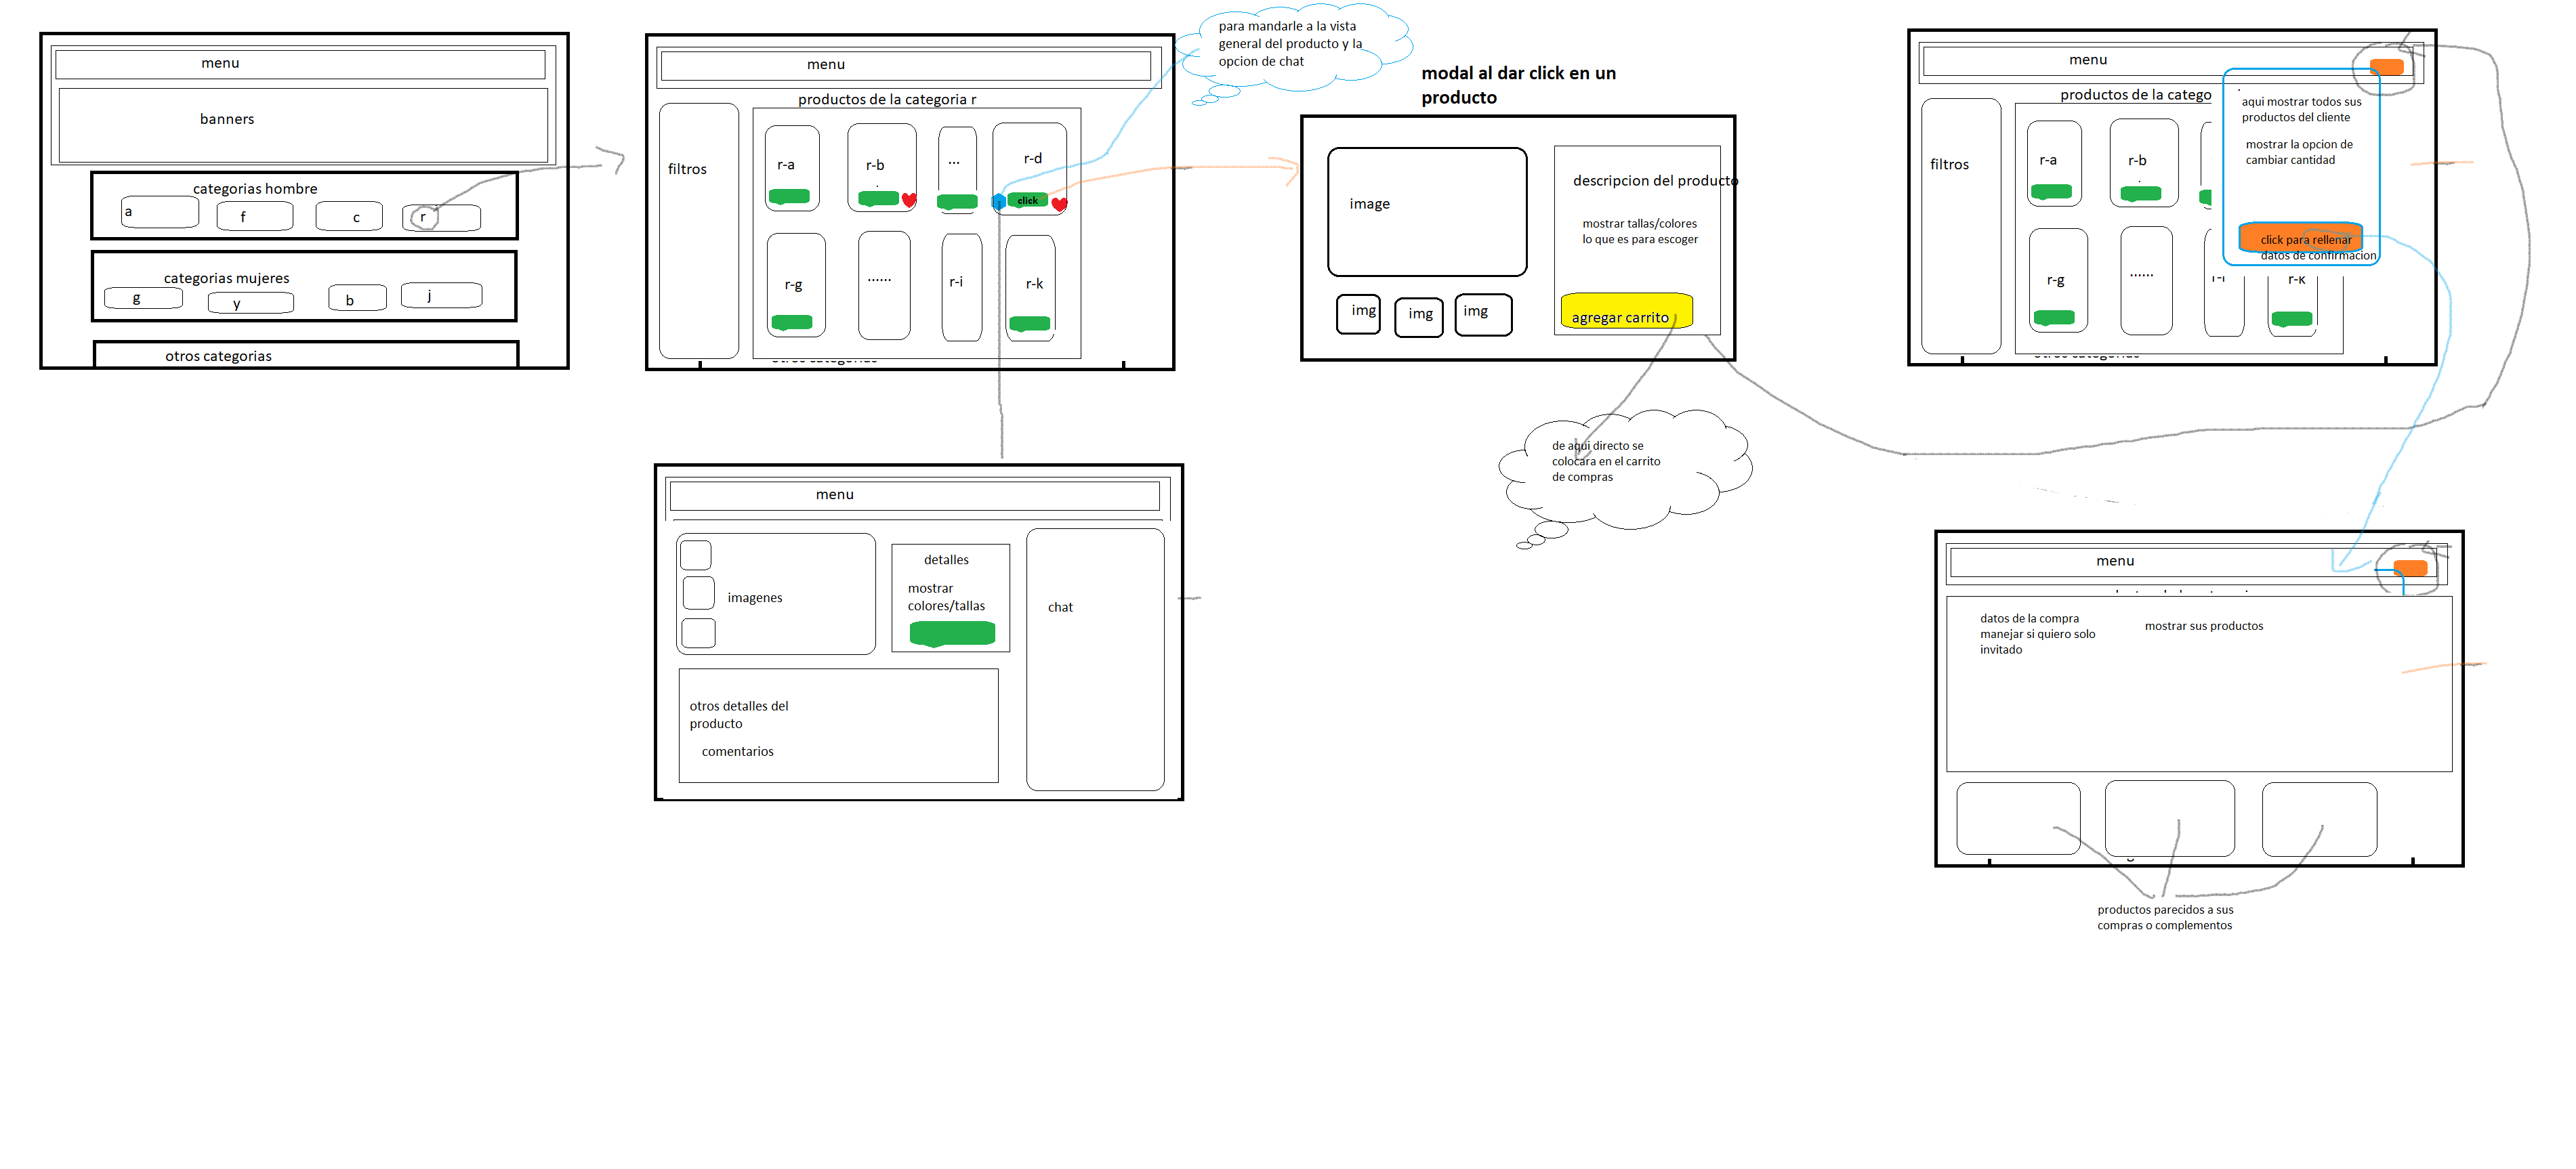 menu
banners
categorias hombre
a
f
c
r
categorias mujeres
g
y
b
j
otros categorias
menu
productos de la categoria r
filtros
r-a
r-b
...
r-d
click
r-g
......
r-i
r-k
otros categorias
para mandarle a la vista
general del producto y la
opcion de chat
modal al dar click en un
producto
image
img
img
img
descripcion del producto
mostrar tallas/colores
lo que es para escoger
agregar carrito
de aqui directo se
colocara en el carrito
de compras
menu
productos de la catego
filtros
r-a
r-b
r-g
......
r-i
r-k
otros categorias
aqui mostrar todos sus
productos del cliente
mostrar la opcion de
cambiar cantidad
click para rellenar
datos de confirmacion
menu
imagenes
detalles
mostrar
colores/tallas
chat
otros detalles del
producto
comentarios
menu
datos de la compra
manejar si quiero solo
invitado
mostrar sus productos
productos parecidos a sus
compras o complementos